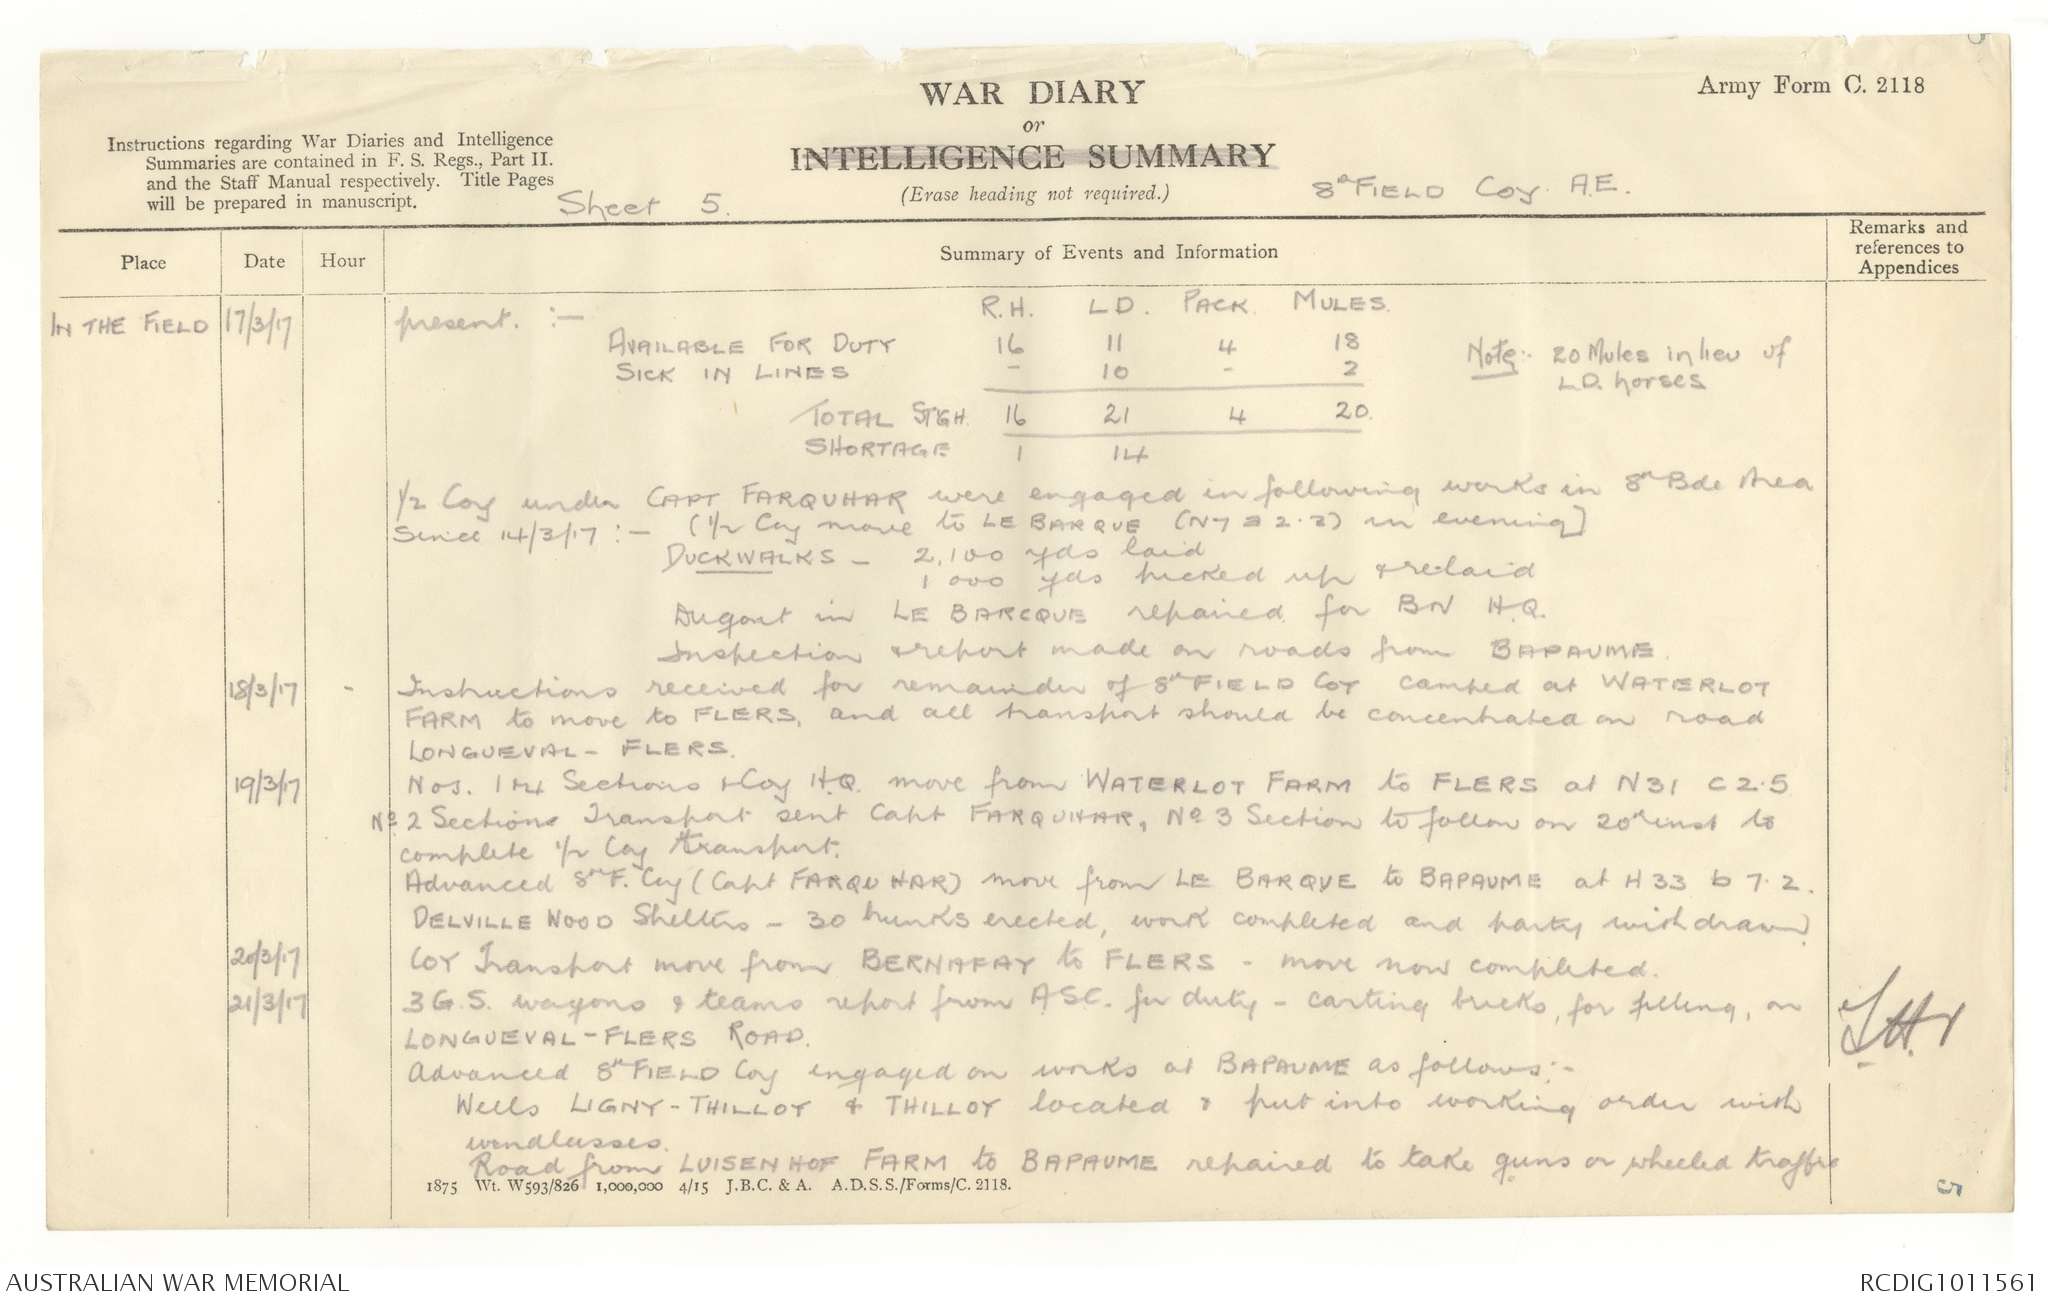 WAR DIARY
or
INTELLIGENCE SUMMARY
(Erase heading not required.)
Army Form C. 2118
Instructions regarding War Diaries and Intelligence
Summaries are contained in F. S. Regs., Part II.
and the Staff Manual respectively. Title Pages
will be prepared in manuscript.
Sheet 5.
8th FIELD Coy A.E.
Place
Date
Hour
Summary of Events and Information
Remarks and
references to
Appendices
IN THE FIELD 17/3/17 present. :-
R.H. L.D. PACK. MULES.
AVAILABLE FOR DUTY 16 11 4 18
SICK IN LINES - 10 - 2
TOTAL ST'GH. 16 21 4 20.
SHORTAGE 1 14
Note:- 20 Mules in lieu of
L.D. horses
1/2 Coy under CAPT FARQUHAR were engaged in following works in 8th Bde Area
Since 14/3/17 :- (1/2 Coy move to LE BARQUE (N7 a 2.2) in evening]
DUCKWALKS - 2,100 yds laid
1 000 yds picked up & relaid
Dugout in LE BARCQUE repaired for BN H.Q.
Inspection & report made on roads from BAPAUME.
18/3/17 - Instructions received for remainder of 8th FIELD COY camped at WATERLOT
FARM to move to FLERS, and all transport should be concentrated on road
LONGUEVAL - FLERS.
19/3/17 Nos. 1 & 4 Sections & Coy H.Q. move from WATERLOT FARM to FLERS at N31 C 2.5
No 2 Sections Transport sent Capt FARQUHAR, No 3 Section to follow on 20th inst to
complete 1/2 Coy transport.
Advanced 8th F. Coy (Capt FARQUHAR) move from LE BARQUE to BAPAUME at H 33 b 7.2.
DELVILLE WOOD Shelters - 30 bunks erected, work completed and party withdrawn.
20/3/17 COY Transport move from BERNAFAY to FLERS - move now completed.
21/3/17 3 G.S. wagons & teams report from A.S.C. for duty - carting bricks, for filling, on
LONGUEVAL-FLERS ROAD.
Advanced 8th FIELD Coy engaged on works at BAPAUME as follows:-
Wells LIGNY-THILLOY & THILLOY located & put into working order with
windlasses.
Road from LUISENHOF FARM to BAPAUME repaired to take guns or wheeled traffic
1875 Wt. W593/826 1,000,000 4/15 J.B.C. & A. A.D.S.S./Forms/C. 2118.
5
AUSTRALIAN WAR MEMORIAL
RCDIG1011561